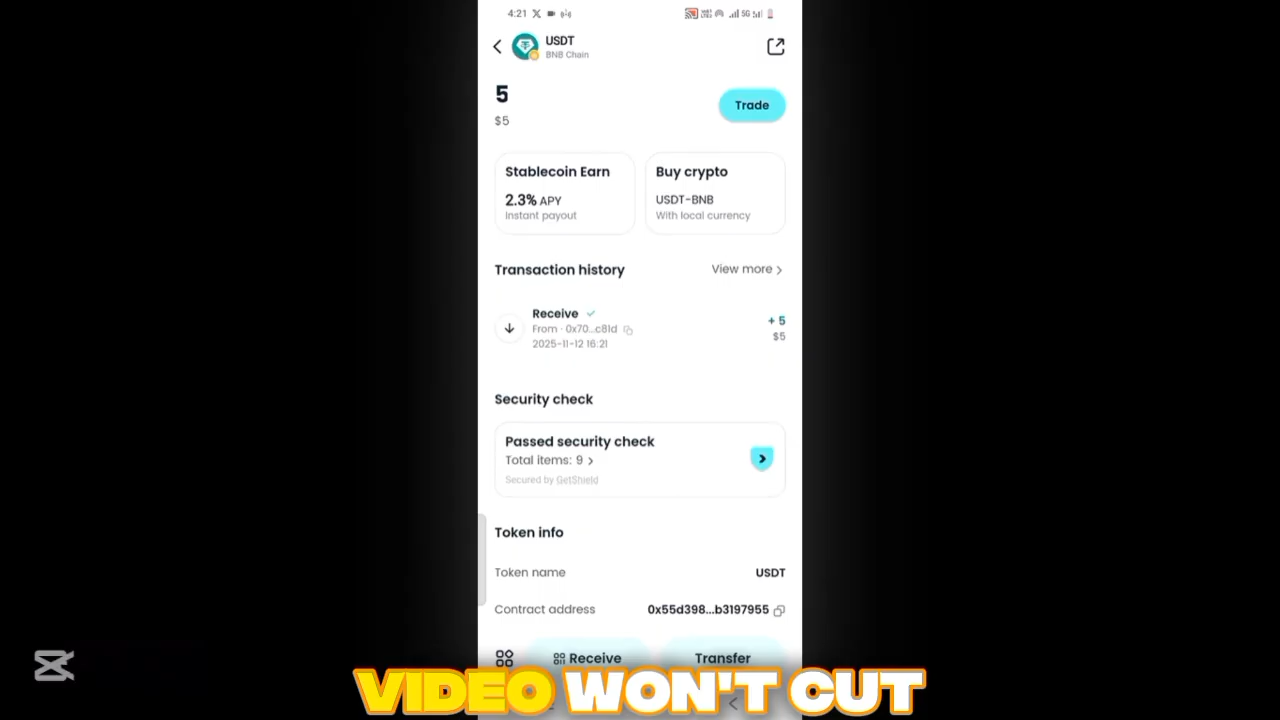 4:21
5G
USDT
BNB Chain
5
$5
Trade
Stablecoin Earn
2.3% APY
Instant payout
Buy crypto
USDT-BNB
With local currency
Transaction history
View more
Receive
From · 0x70...c81d
2025-11-12 16:21
+ 5
$5
Security check
Passed security check
Total items: 9
Secured by GetShield
Token info
Token name
USDT
Contract address
0x55d398...b3197955
Receive
Transfer
VIDEO WON'T CUT